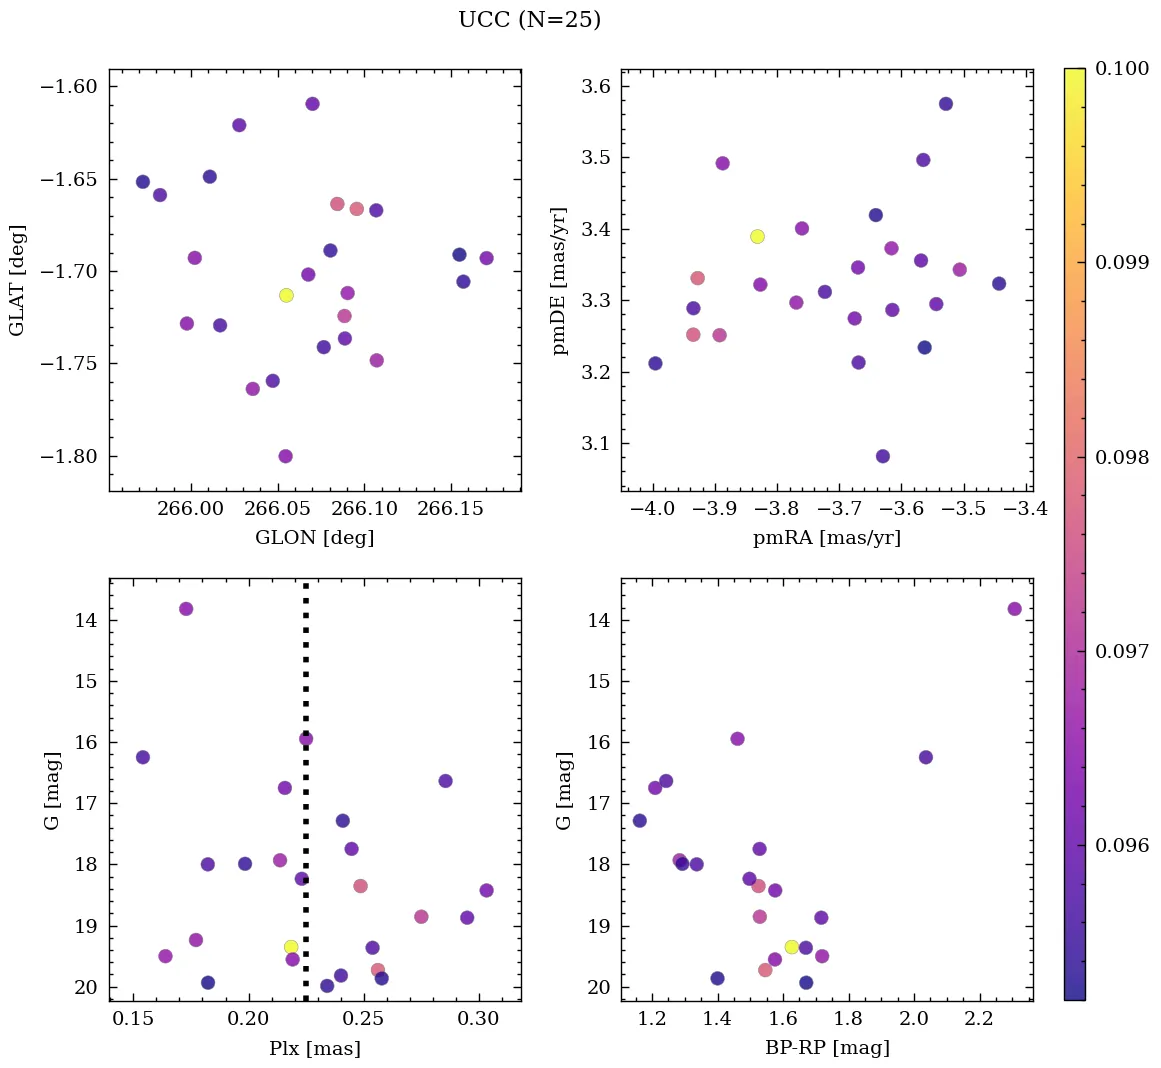 UCC (N=25)
−1.60
−1.65
−1.70
−1.75
−1.80
GLAT [deg]
266.00 266.05 266.10 266.15
GLON [deg]
3.6
3.5
3.4
3.3
3.2
3.1
pmDE [mas/yr]
−4.0 −3.9 −3.8 −3.7 −3.6 −3.5 −3.4
pmRA [mas/yr]
14
15
16
17
18
19
20
G [mag]
0.15 0.20 0.25 0.30
Plx [mas]
14
15
16
17
18
19
20
G [mag]
1.2 1.4 1.6 1.8 2.0 2.2
BP-RP [mag]
0.100
0.099
0.098
0.097
0.096